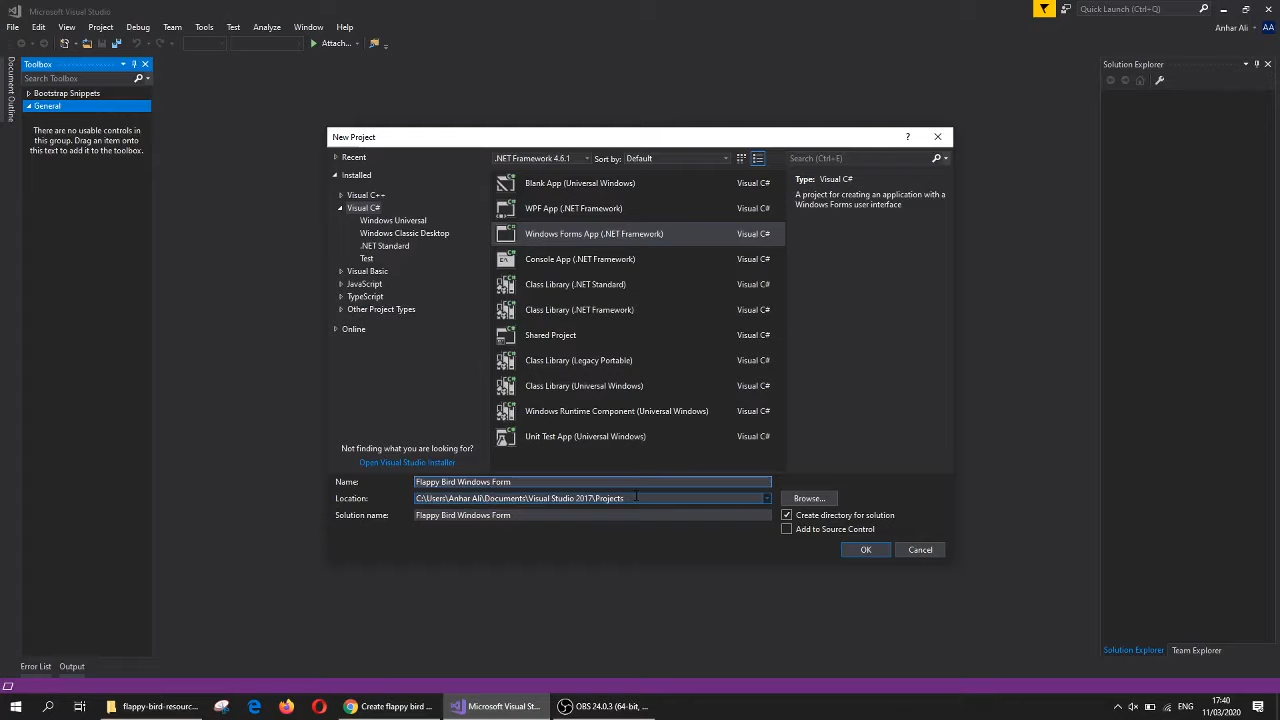 Microsoft Visual Studio
Quick Launch (Ctrl+Q)
File Edit View Project Debug Team Tools Test Analyze Window Help
Anhar Ali AA
Attach...
Document Outline
Toolbox
Search Toolbox
Bootstrap Snippets
General
There are no usable controls in
this group. Drag an item onto
this text to add it to the toolbox.
Solution Explorer
New Project
? 
Recent
.NET Framework 4.6.1 Sort by: Default
Search (Ctrl+E)
Installed
Visual C++
Visual C#
Windows Universal
Windows Classic Desktop
.NET Standard
Test
Visual Basic
JavaScript
TypeScript
Other Project Types
Online
Not finding what you are looking for?
Open Visual Studio Installer
Blank App (Universal Windows) Visual C#
WPF App (.NET Framework) Visual C#
Windows Forms App (.NET Framework) Visual C#
Console App (.NET Framework) Visual C#
Class Library (.NET Standard) Visual C#
Class Library (.NET Framework) Visual C#
Shared Project Visual C#
Class Library (Legacy Portable) Visual C#
Class Library (Universal Windows) Visual C#
Windows Runtime Component (Universal Windows) Visual C#
Unit Test App (Universal Windows) Visual C#
Type: Visual C#
A project for creating an application with a
Windows Forms user interface
Name: Flappy Bird Windows Form
Location: C:\Users\Anhar Ali\Documents\Visual Studio 2017\Projects
Browse...
Solution name: Flappy Bird Windows Form
Create directory for solution
Add to Source Control
OK Cancel
Solution Explorer Team Explorer
Error List Output
flappy-bird-resourc...
Create flappy bird ...
Microsoft Visual St...
OBS 24.0.3 (64-bit, ...
17:40
11/03/2020